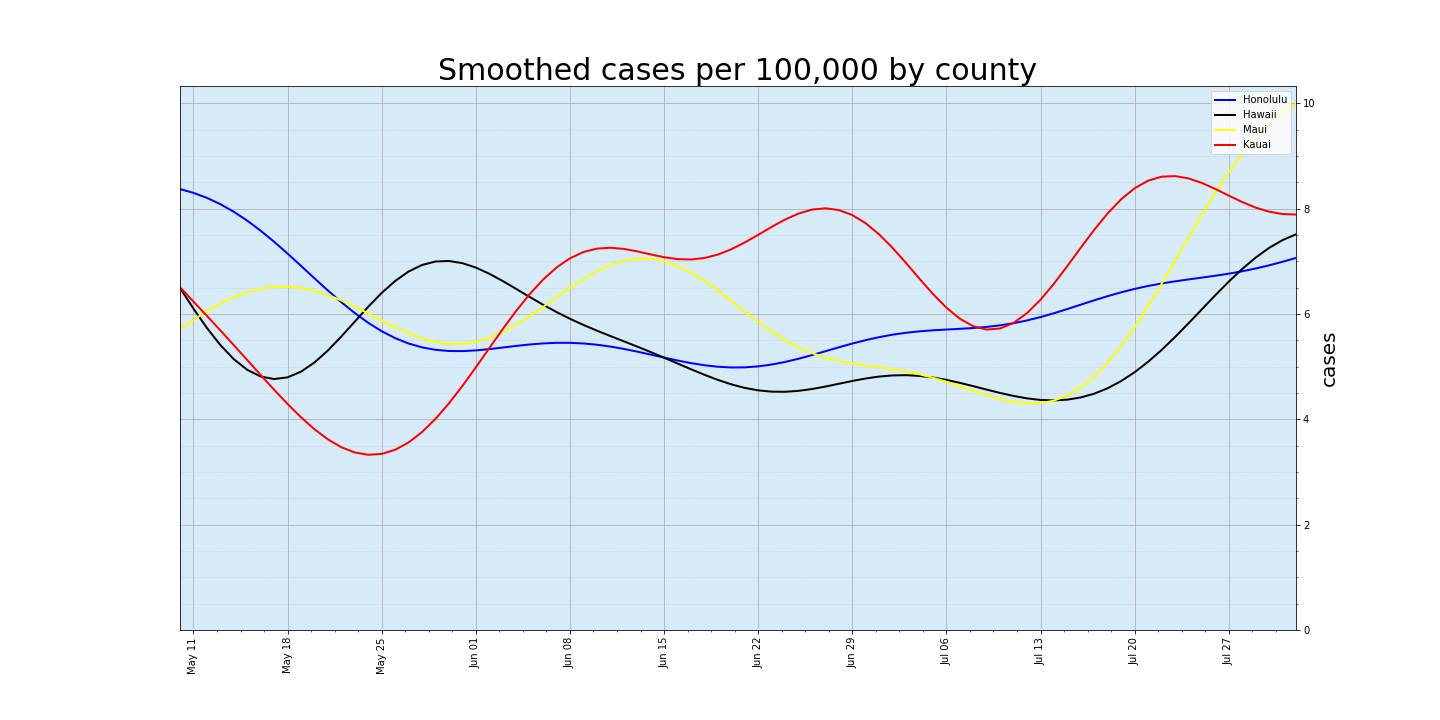 Smoothed cases per 100,000 by county
Honolulu
Hawaii
Maui
Kauai
10
8
6
4
2
0
cases
May 11
May 18
May 25
Jun 01
Jun 08
Jun 15
Jun 22
Jun 29
Jul 06
Jul 13
Jul 20
Jul 27